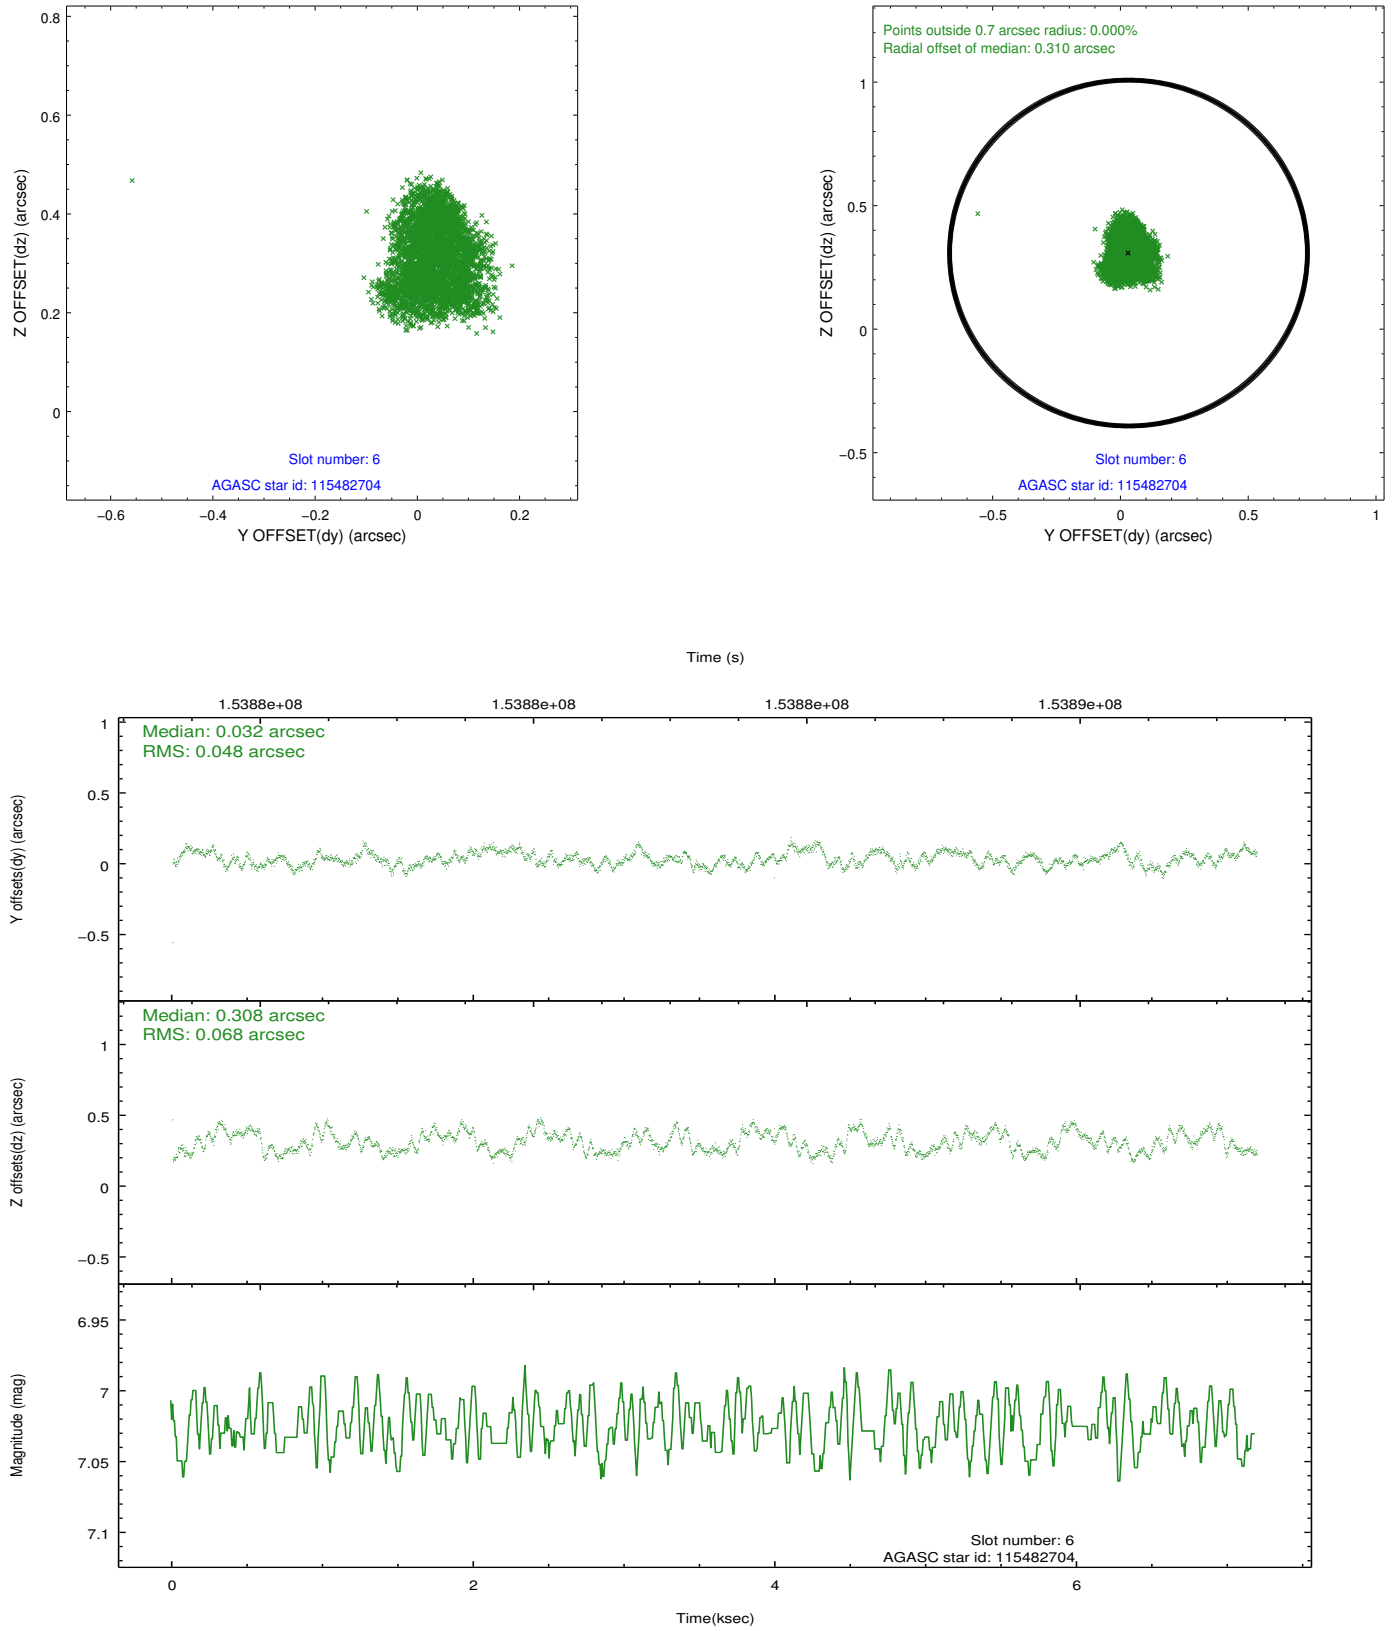 0.8
0.6
0.4
0.2
0
Z OFFSET(dz) (arcsec)
Slot number: 6
AGASC star id: 115482704
−0.6 −0.4 −0.2 0 0.2
Y OFFSET(dy) (arcsec)
Points outside 0.7 arcsec radius: 0.000%
Radial offset of median: 0.310 arcsec
1
0.5
0
−0.5
Z OFFSET(dz) (arcsec)
Slot number: 6
AGASC star id: 115482704
−0.5 0 0.5 1
Y OFFSET(dy) (arcsec)
Time (s)
1.5388e+08 1.5388e+08 1.5388e+08 1.5389e+08
Median: 0.032 arcsec
RMS: 0.048 arcsec
1
0.5
0
−0.5
Y offsets(dy) (arcsec)
Median: 0.308 arcsec
RMS: 0.068 arcsec
1
0.5
0
−0.5
Z offsets(dz) (arcsec)
6.95
7
7.05
7.1
Magnitude (mag)
Slot number: 6
AGASC star id: 115482704
0 2 4 6
Time(ksec)